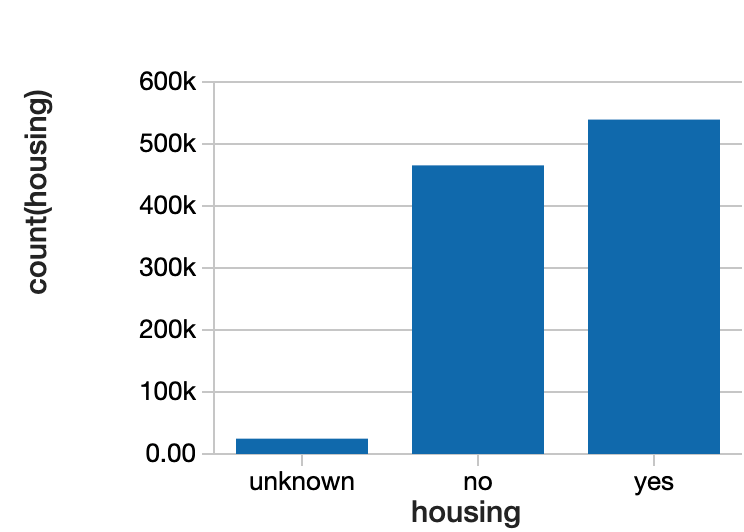 count(housing)
600k
500k
400k
300k
200k
100k
0.00
unknown no yes
housing